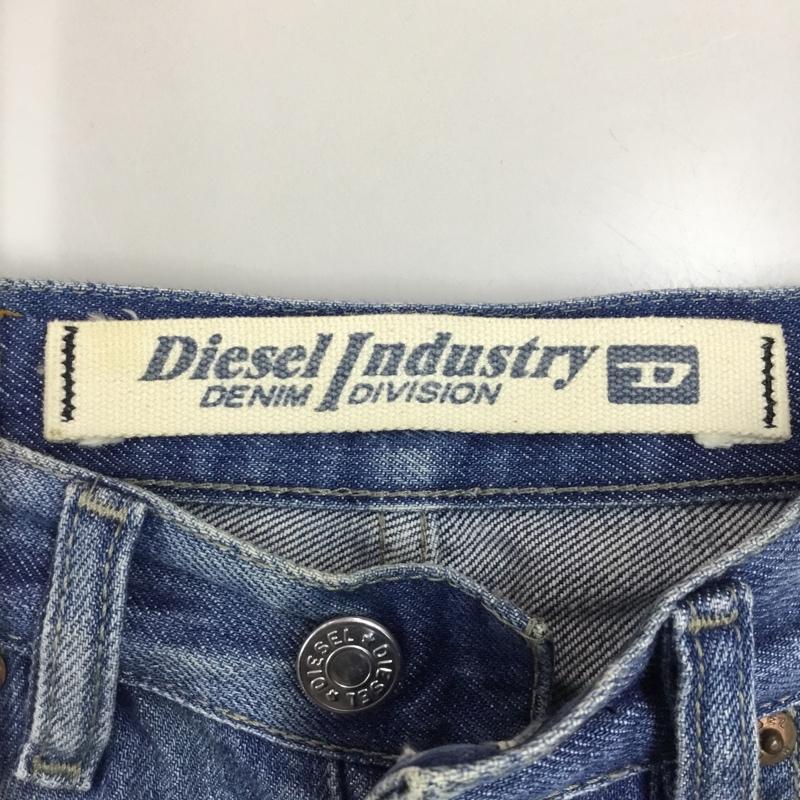 Diesel Industry D
DENIM DIVISION
DIESEL ★ DIESEL ★